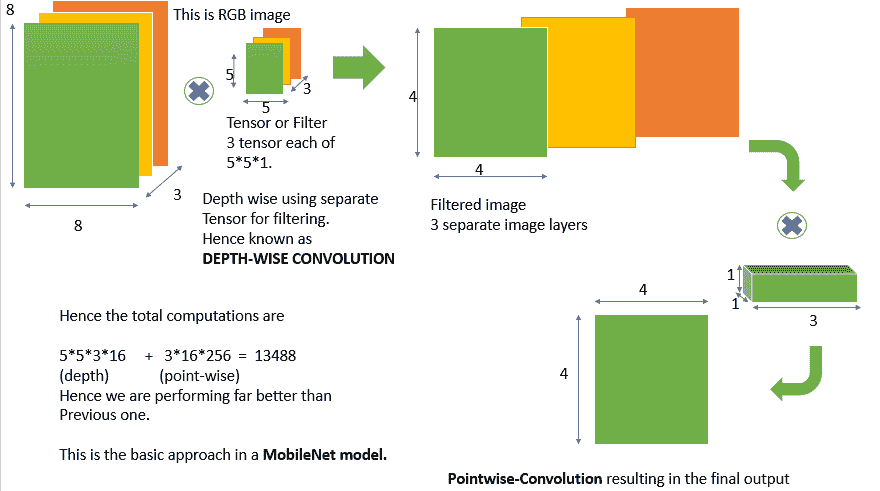 8
This is RGB image
5
3
5
Tensor or Filter
3 tensor each of
5*5*1.
3
8
Depth wise using separate
Tensor for filtering.
Hence known as
DEPTH-WISE CONVOLUTION
4
4
Filtered image
3 separate image layers
1
1
3
4
4
Pointwise-Convolution resulting in the final output
Hence the total computations are
5*5*3*16 + 3*16*256 = 13488
(depth) (point-wise)
Hence we are performing far better than
Previous one.
This is the basic approach in a MobileNet model.